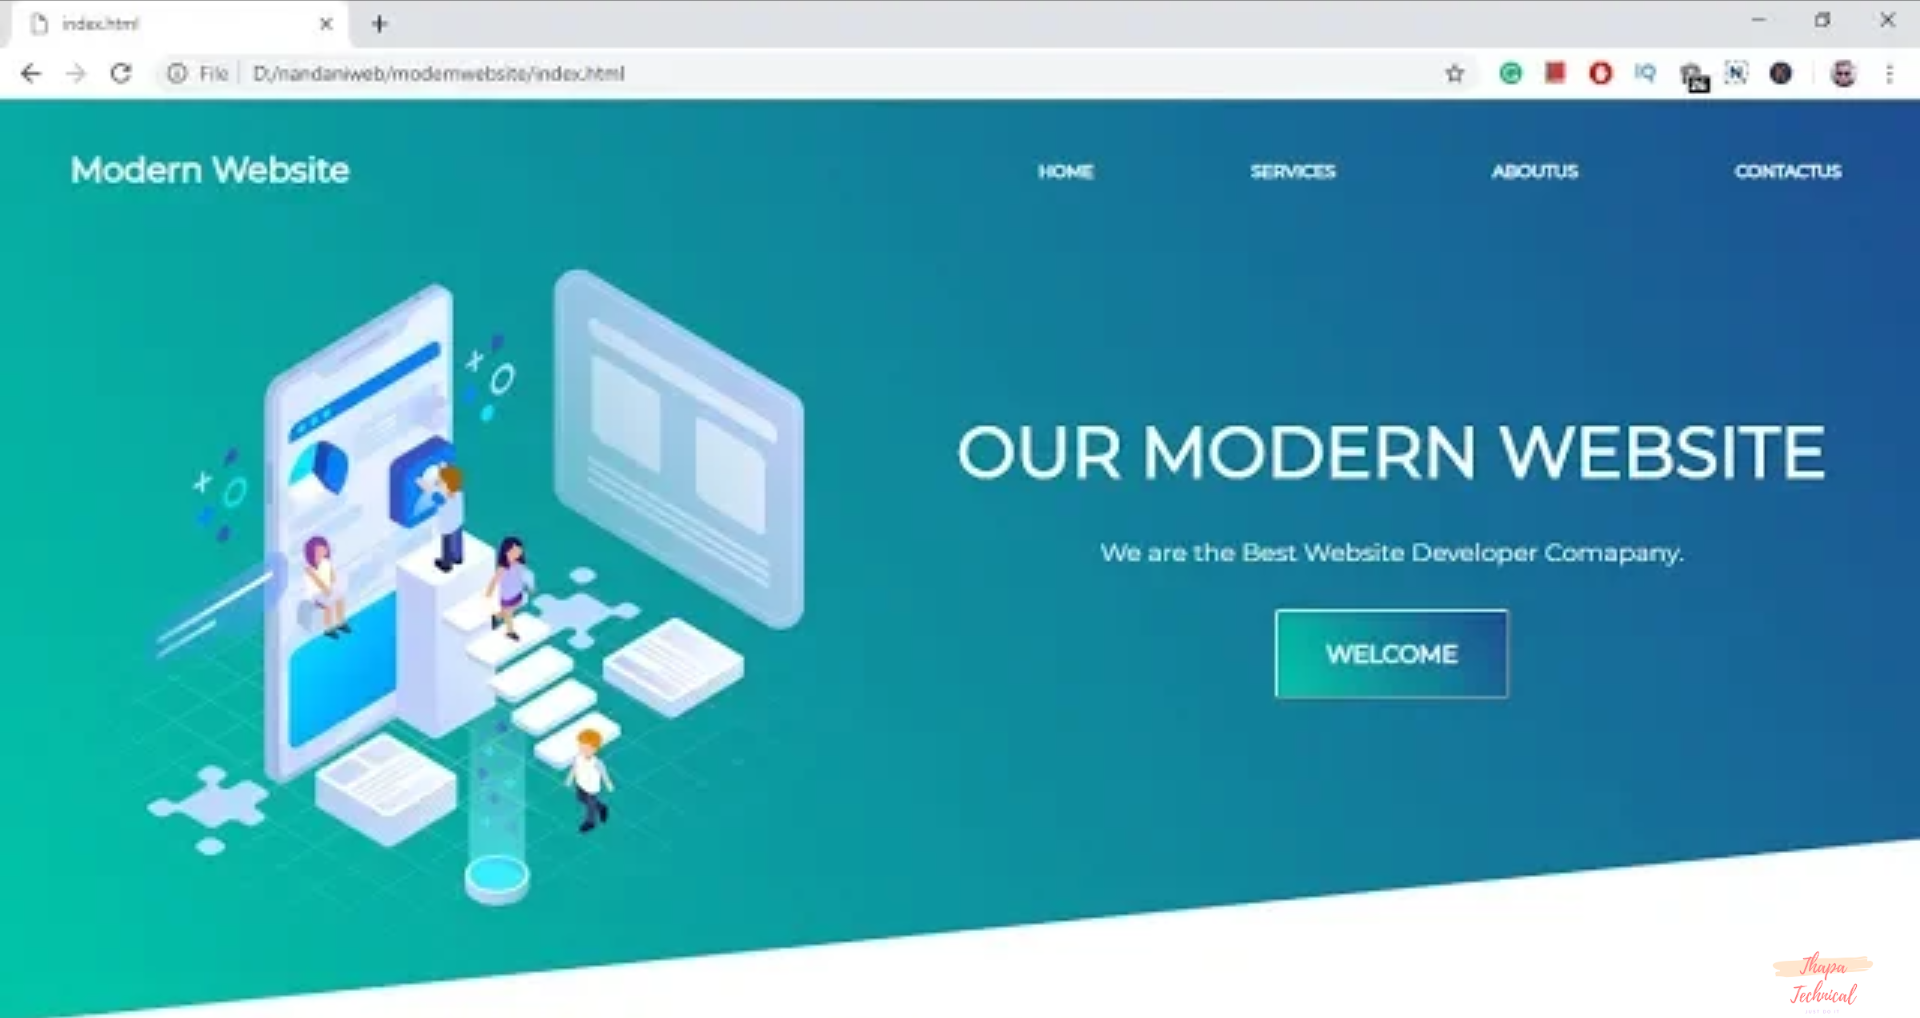 index.html
File
D:/nandaniweb/modernwebsite/index.html
IQ
Modern Website
HOME
SERVICES
ABOUTUS
CONTACTUS
OUR MODERN WEBSITE
We are the Best Website Developer Comapany.
WELCOME
Thapa
Technical